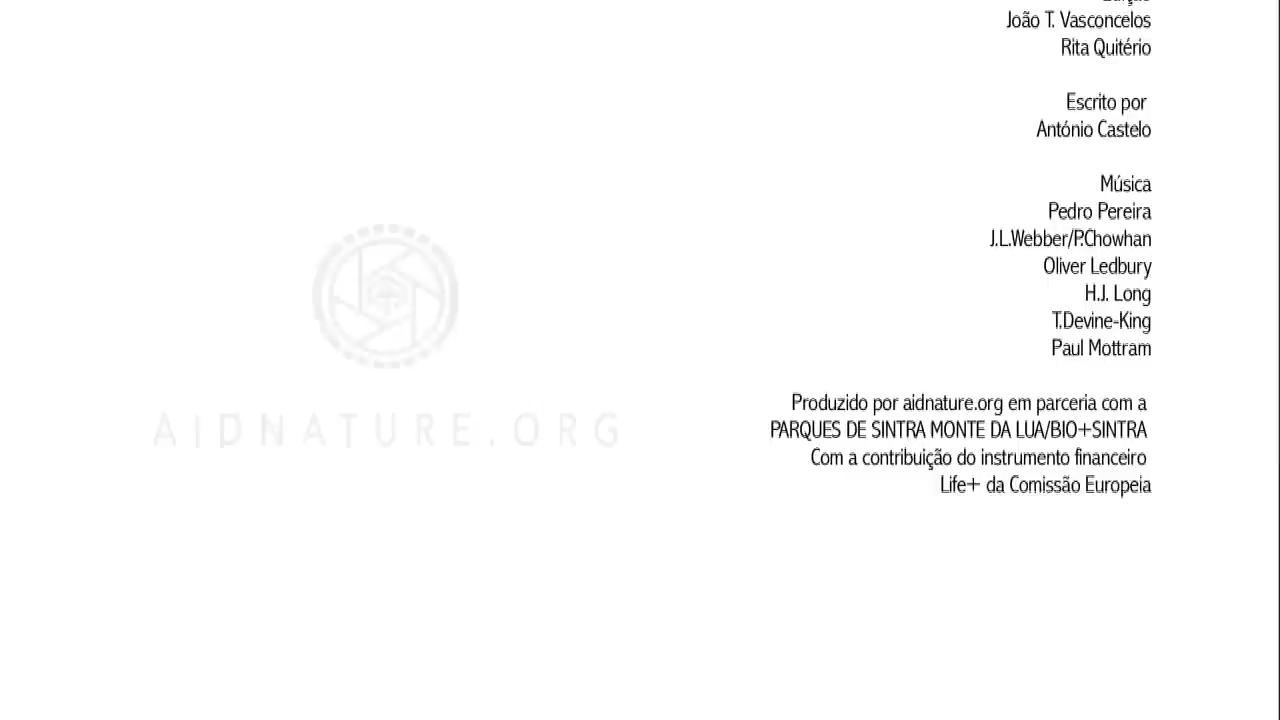 João T. Vasconcelos
Rita Quitério
Escrito por
António Castelo
Música
Pedro Pereira
J.L.Webber/P.Chowhan
Oliver Ledbury
H.J. Long
T.Devine-King
Paul Mottram
Produzido por aidnature.org em parceria com a
PARQUES DE SINTRA MONTE DA LUA/BIO+SINTRA
Com a contribuição do instrumento financeiro
Life+ da Comissão Europeia
AIDNATURE.ORG